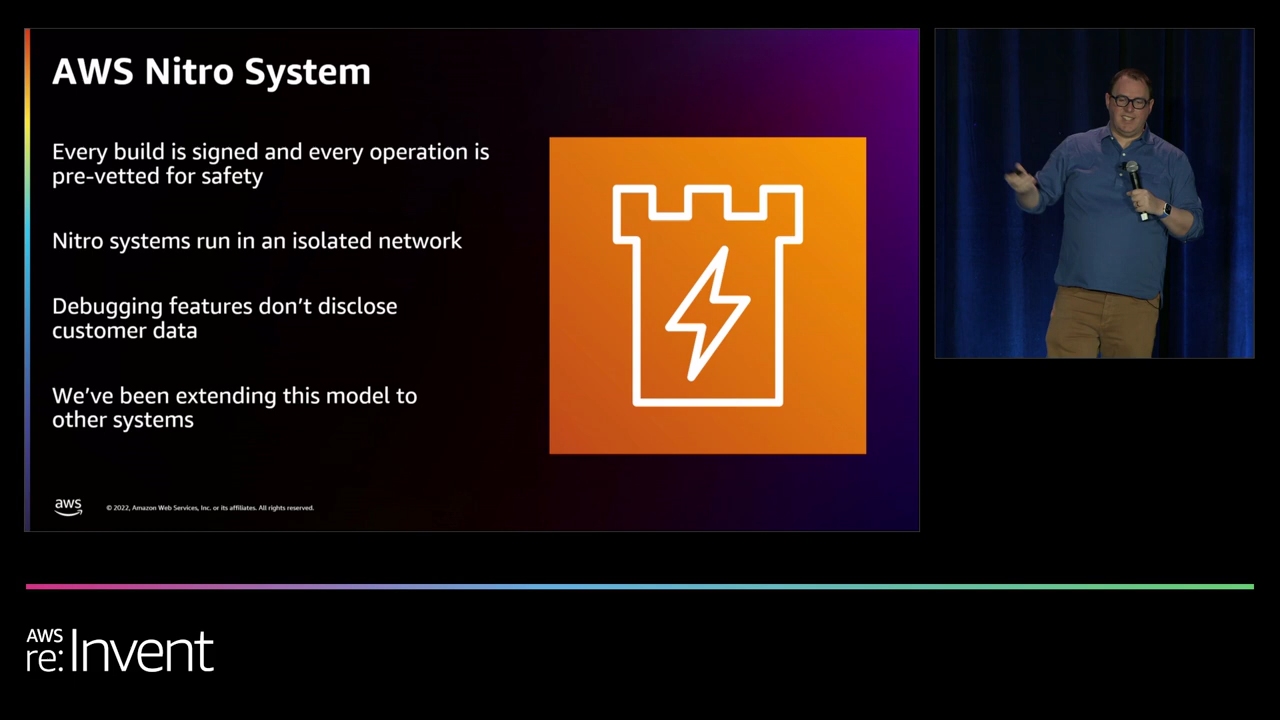 AWS Nitro System
Every build is signed and every operation is
pre-vetted for safety
Nitro systems run in an isolated network
Debugging features don’t disclose
customer data
We’ve been extending this model to
other systems
aws
© 2022, Amazon Web Services, Inc. or its affiliates. All rights reserved.
AWS
re:Invent